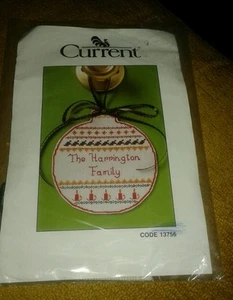 Current
The Harrington
Family
CODE 13756